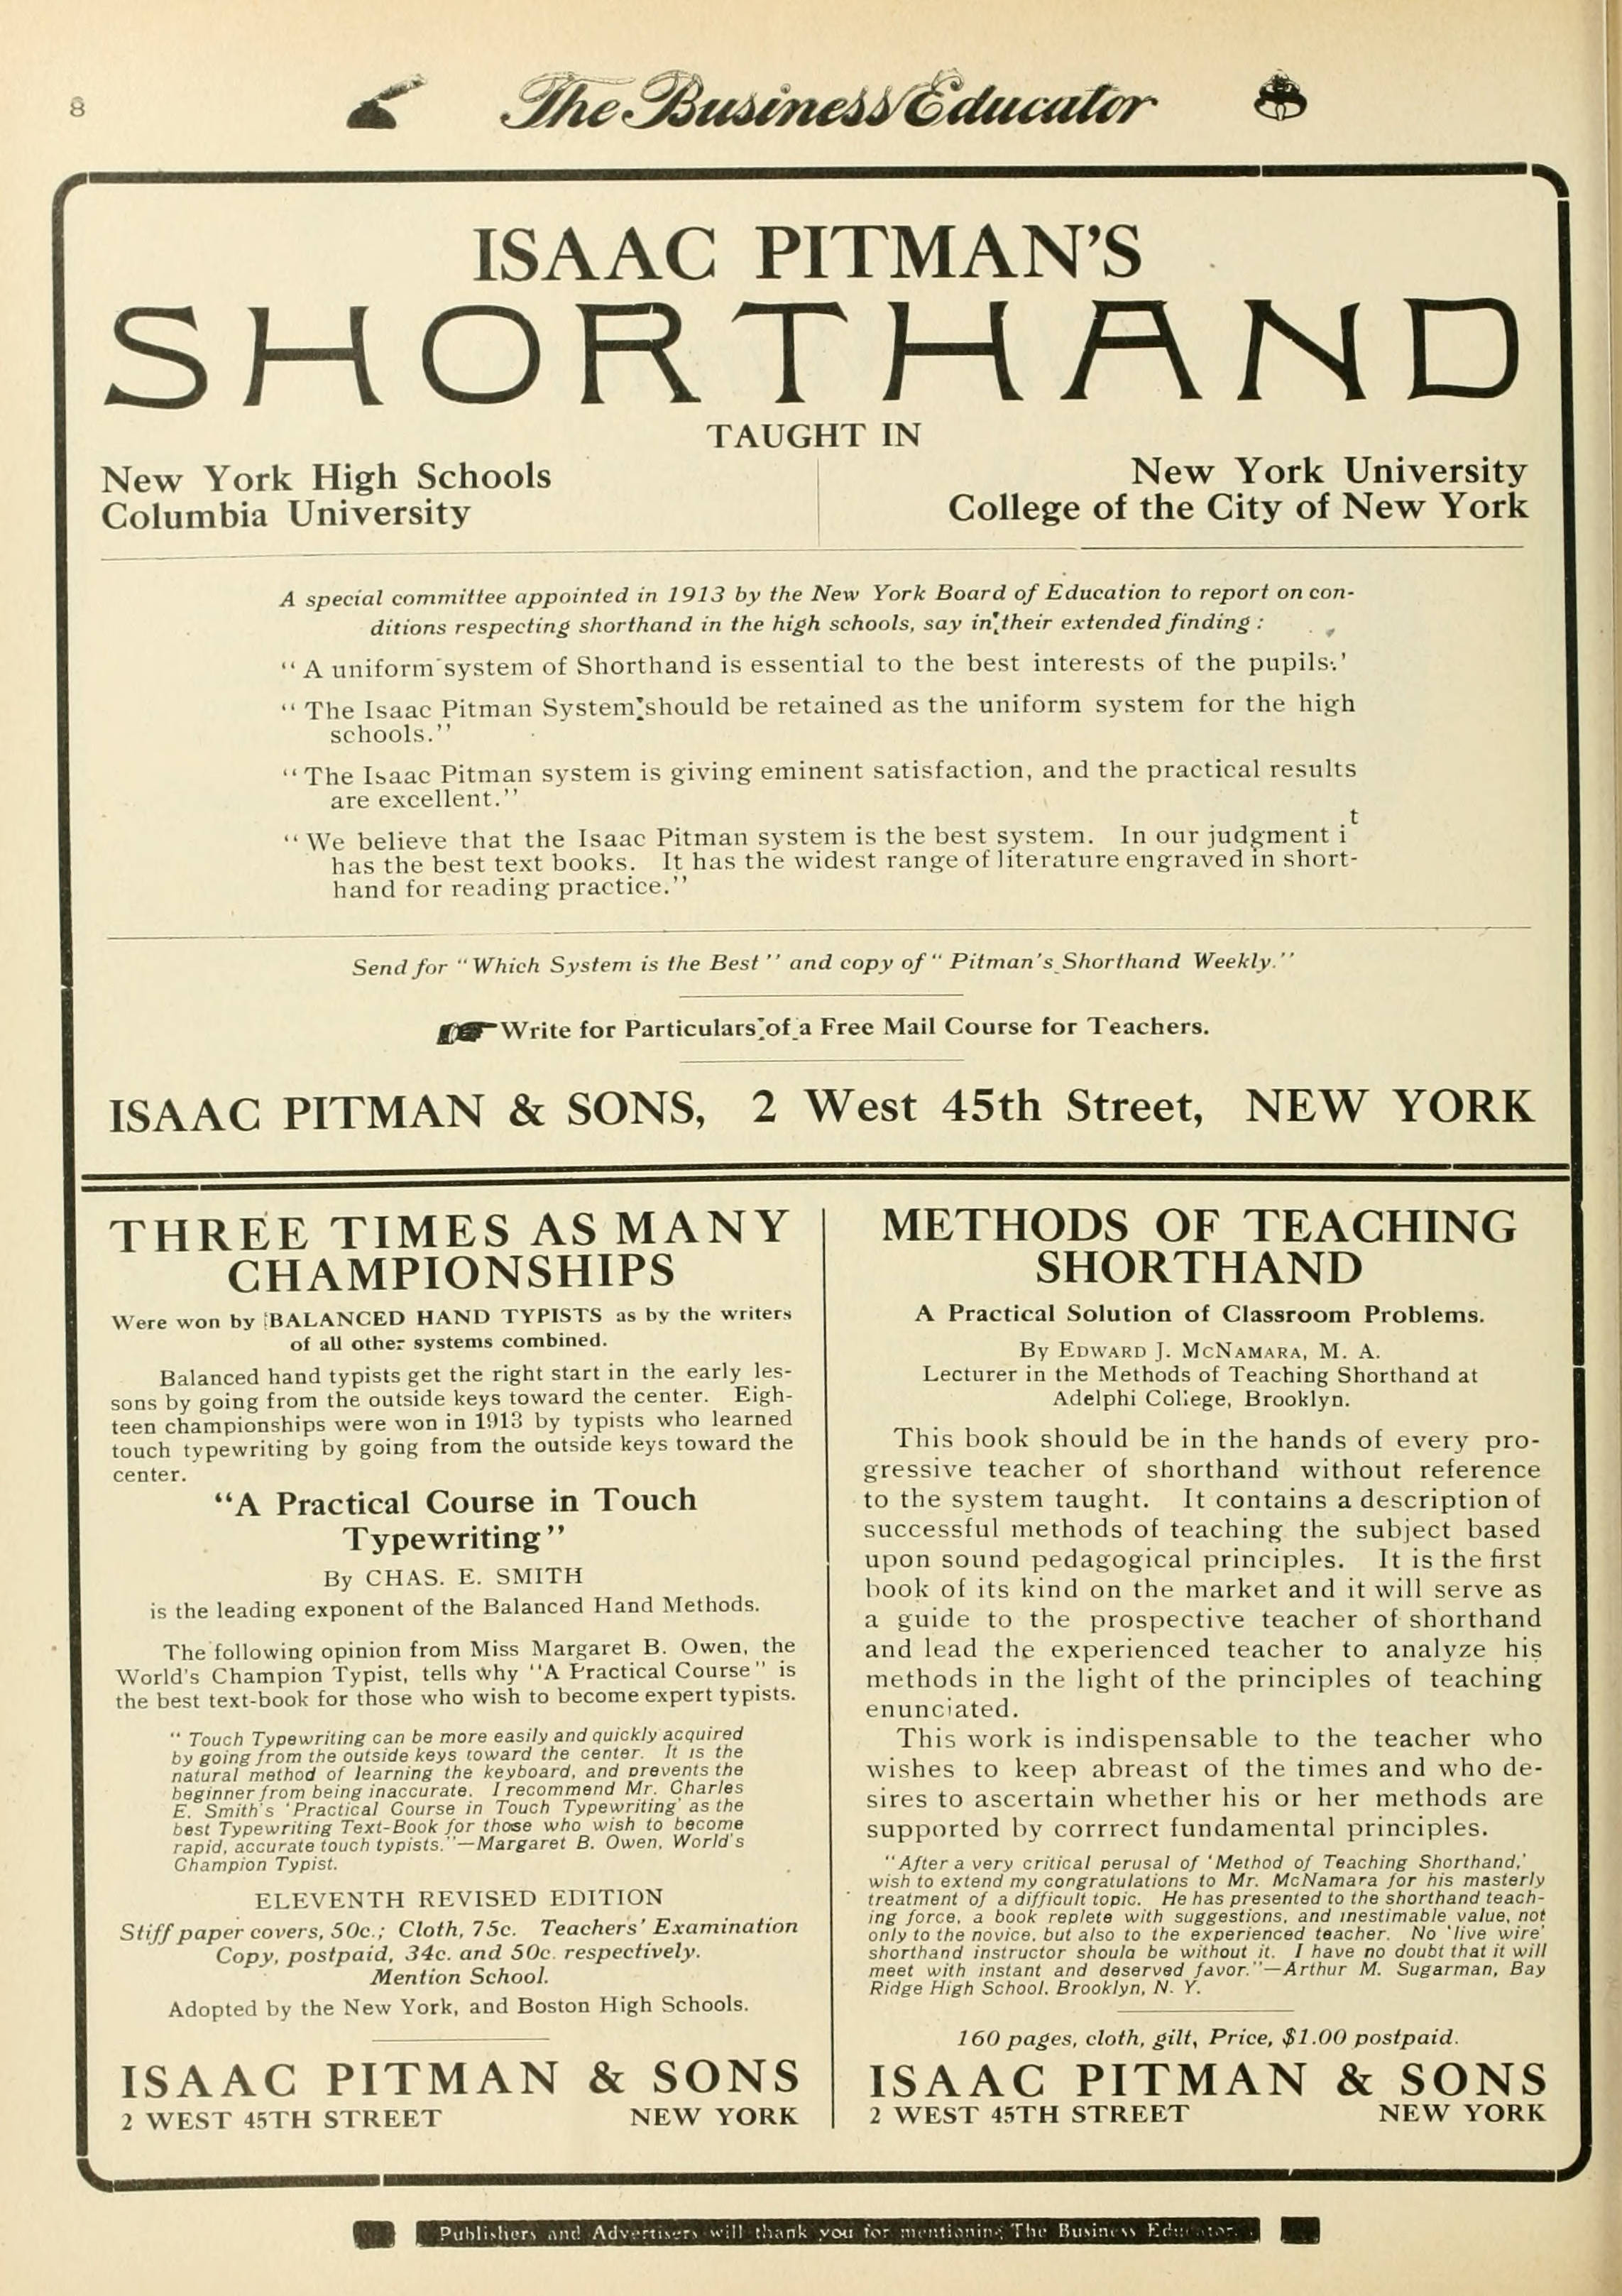 8
The Business Educator
ISAAC PITMAN'S
SHORTHAND
TAUGHT IN
New York High Schools
Columbia University
New York University
College of the City of New York
A special committee appointed in 1913 by the New York Board of Education to report on con-
ditions respecting shorthand in the high schools, say in their extended finding :
“ A uniform system of Shorthand is essential to the best interests of the pupils.'
“ The Isaac Pitman System should be retained as the uniform system for the high
schools.”
“ The Isaac Pitman system is giving eminent satisfaction, and the practical results
are excellent.”
“ We believe that the Isaac Pitman system is the best system. In our judgment it
has the best text books. It has the widest range of literature engraved in short-
hand for reading practice.”
Send for “Which System is the Best” and copy of “ Pitman's Shorthand Weekly.”
Write for Particulars of a Free Mail Course for Teachers.
ISAAC PITMAN & SONS, 2 West 45th Street, NEW YORK
THREE TIMES AS MANY
CHAMPIONSHIPS
Were won by BALANCED HAND TYPISTS as by the writers
of all other systems combined.
Balanced hand typists get the right start in the early les-
sons by going from the outside keys toward the center. Eigh-
teen championships were won in 1913 by typists who learned
touch typewriting by going from the outside keys toward the
center.
“A Practical Course in Touch
Typewriting”
By CHAS. E. SMITH
is the leading exponent of the Balanced Hand Methods.
The following opinion from Miss Margaret B. Owen, the
World's Champion Typist, tells why “A Practical Course” is
the best text-book for those who wish to become expert typists.
“ Touch Typewriting can be more easily and quickly acquired
by going from the outside keys toward the center. It is the
natural method of learning the keyboard, and prevents the
beginner from being inaccurate. I recommend Mr. Charles
E. Smith's ‘Practical Course in Touch Typewriting’ as the
best Typewriting Text-Book for those who wish to become
rapid, accurate touch typists.”—Margaret B. Owen, World's
Champion Typist.
ELEVENTH REVISED EDITION
Stiff paper covers, 50c.; Cloth, 75c. Teachers' Examination
Copy, postpaid, 34c. and 50c. respectively.
Mention School.
Adopted by the New York, and Boston High Schools.
ISAAC PITMAN & SONS
2 WEST 45TH STREET NEW YORK
METHODS OF TEACHING
SHORTHAND
A Practical Solution of Classroom Problems.
By EDWARD J. MCNAMARA, M. A.
Lecturer in the Methods of Teaching Shorthand at
Adelphi College, Brooklyn.
This book should be in the hands of every pro-
gressive teacher of shorthand without reference
to the system taught. It contains a description of
successful methods of teaching the subject based
upon sound pedagogical principles. It is the first
book of its kind on the market and it will serve as
a guide to the prospective teacher of shorthand
and lead the experienced teacher to analyze his
methods in the light of the principles of teaching
enunciated.
This work is indispensable to the teacher who
wishes to keep abreast of the times and who de-
sires to ascertain whether his or her methods are
supported by corrrect fundamental principles.
“After a very critical perusal of ‘Method of Teaching Shorthand,’
wish to extend my congratulations to Mr. McNamara for his masterly
treatment of a difficult topic. He has presented to the shorthand teach-
ing force, a book replete with suggestions, and inestimable value, not
only to the novice, but also to the experienced teacher. No ‘live wire’
shorthand instructor should be without it. I have no doubt that it will
meet with instant and deserved favor.”—Arthur M. Sugarman, Bay
Ridge High School, Brooklyn, N. Y.
160 pages, cloth, gilt, Price, $1.00 postpaid.
ISAAC PITMAN & SONS
2 WEST 45TH STREET NEW YORK
Publishers and Advertisers will thank you for mentioning The Business Educator.